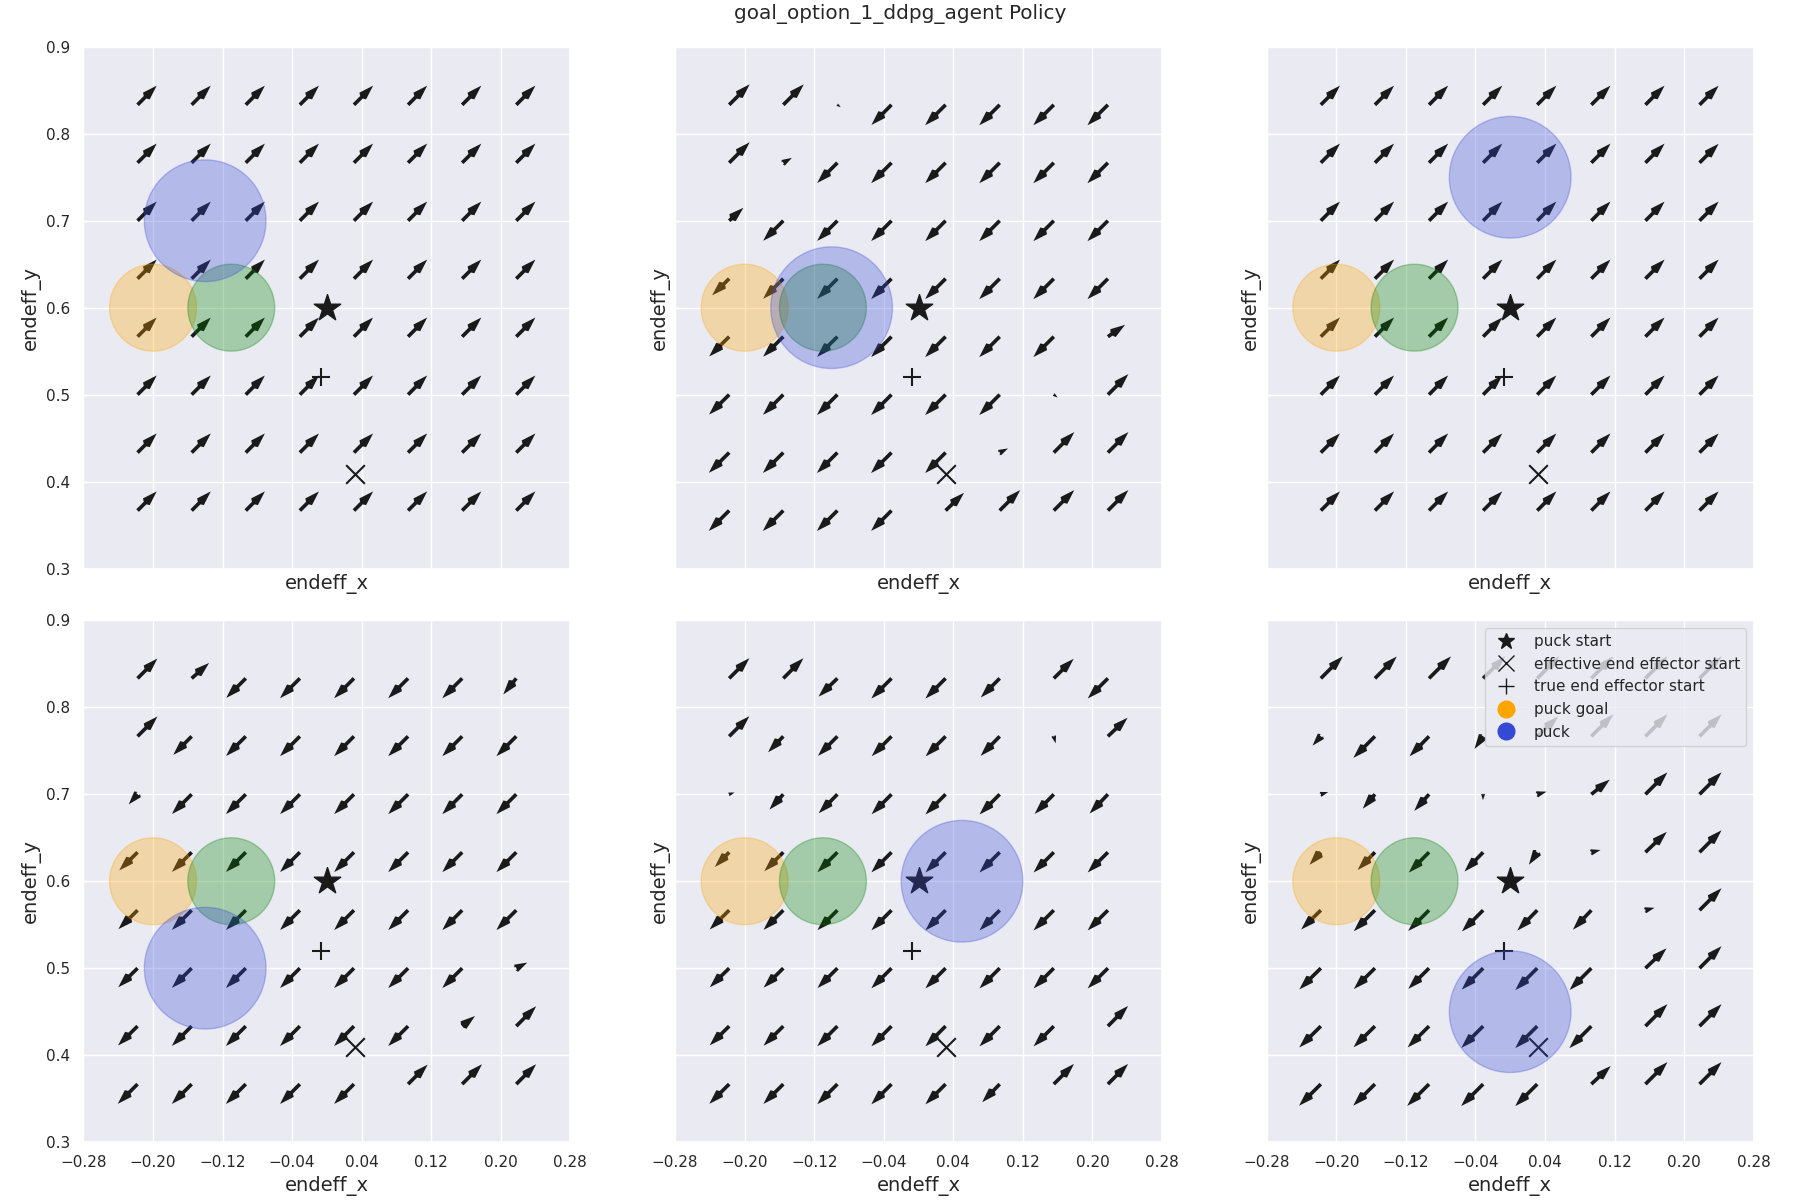 goal_option_1_ddpg_agent Policy
0.9
0.8
0.7
0.6
0.5
0.4
0.3
endeff_y
endeff_x
endeff_y
endeff_x
endeff_y
endeff_x
0.9
0.8
0.7
0.6
0.5
0.4
0.3
endeff_y
−0.28 −0.20 −0.12 −0.04 0.04 0.12 0.20 0.28
endeff_x
endeff_y
−0.28 −0.20 −0.12 −0.04 0.04 0.12 0.20 0.28
endeff_x
puck start
effective end effector start
true end effector start
puck goal
puck
endeff_y
−0.28 −0.20 −0.12 −0.04 0.04 0.12 0.20 0.28
endeff_x